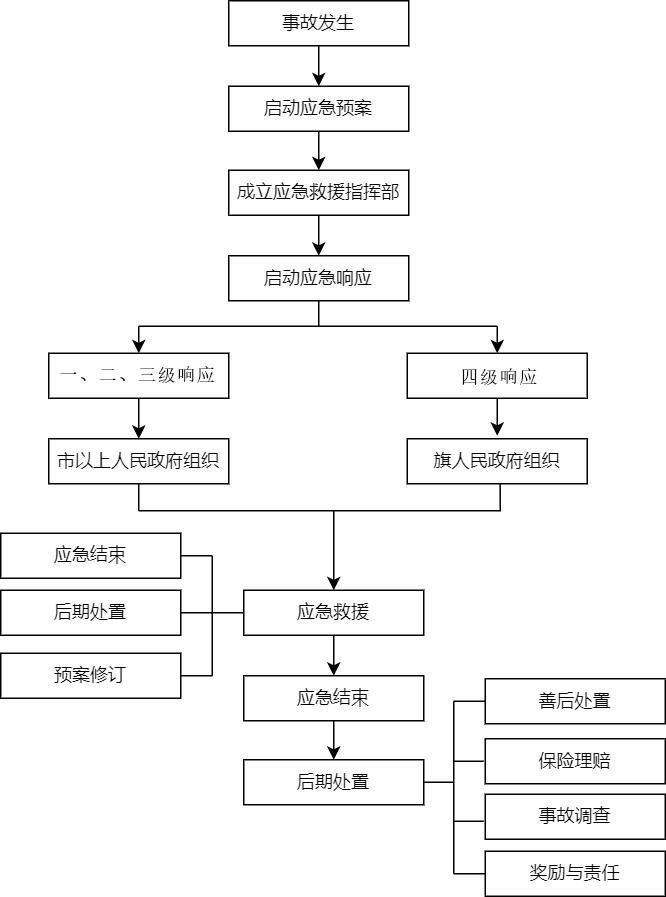 事故发生
启动应急预案
成立应急救援指挥部
启动应急响应
一、二、三级响应
四级响应
市以上人民政府组织
旗人民政府组织
应急结束
后期处置
预案修订
应急救援
应急结束
后期处置
善后处置
保险理赔
事故调查
奖励与责任